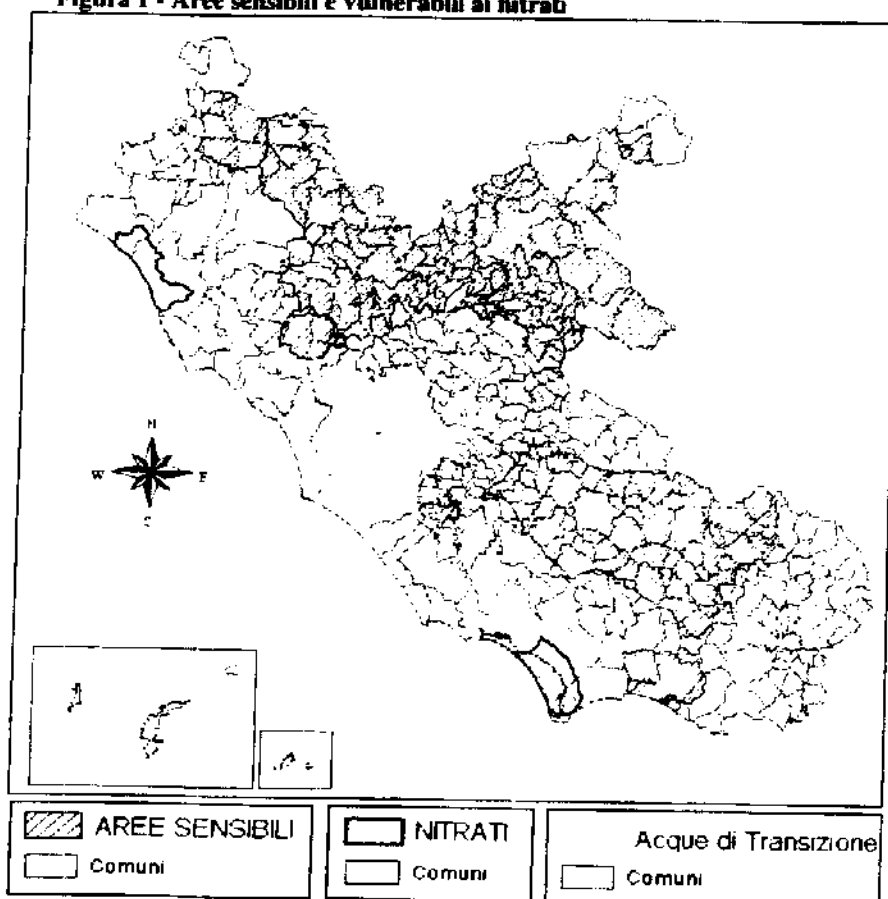 Figura 1 - Aree sensibili e vulnerabili ai nitrati
N
W E
S
AREE SENSIBILI
Comuni
NITRATI
Comuni
Acque di Transizione
Comuni